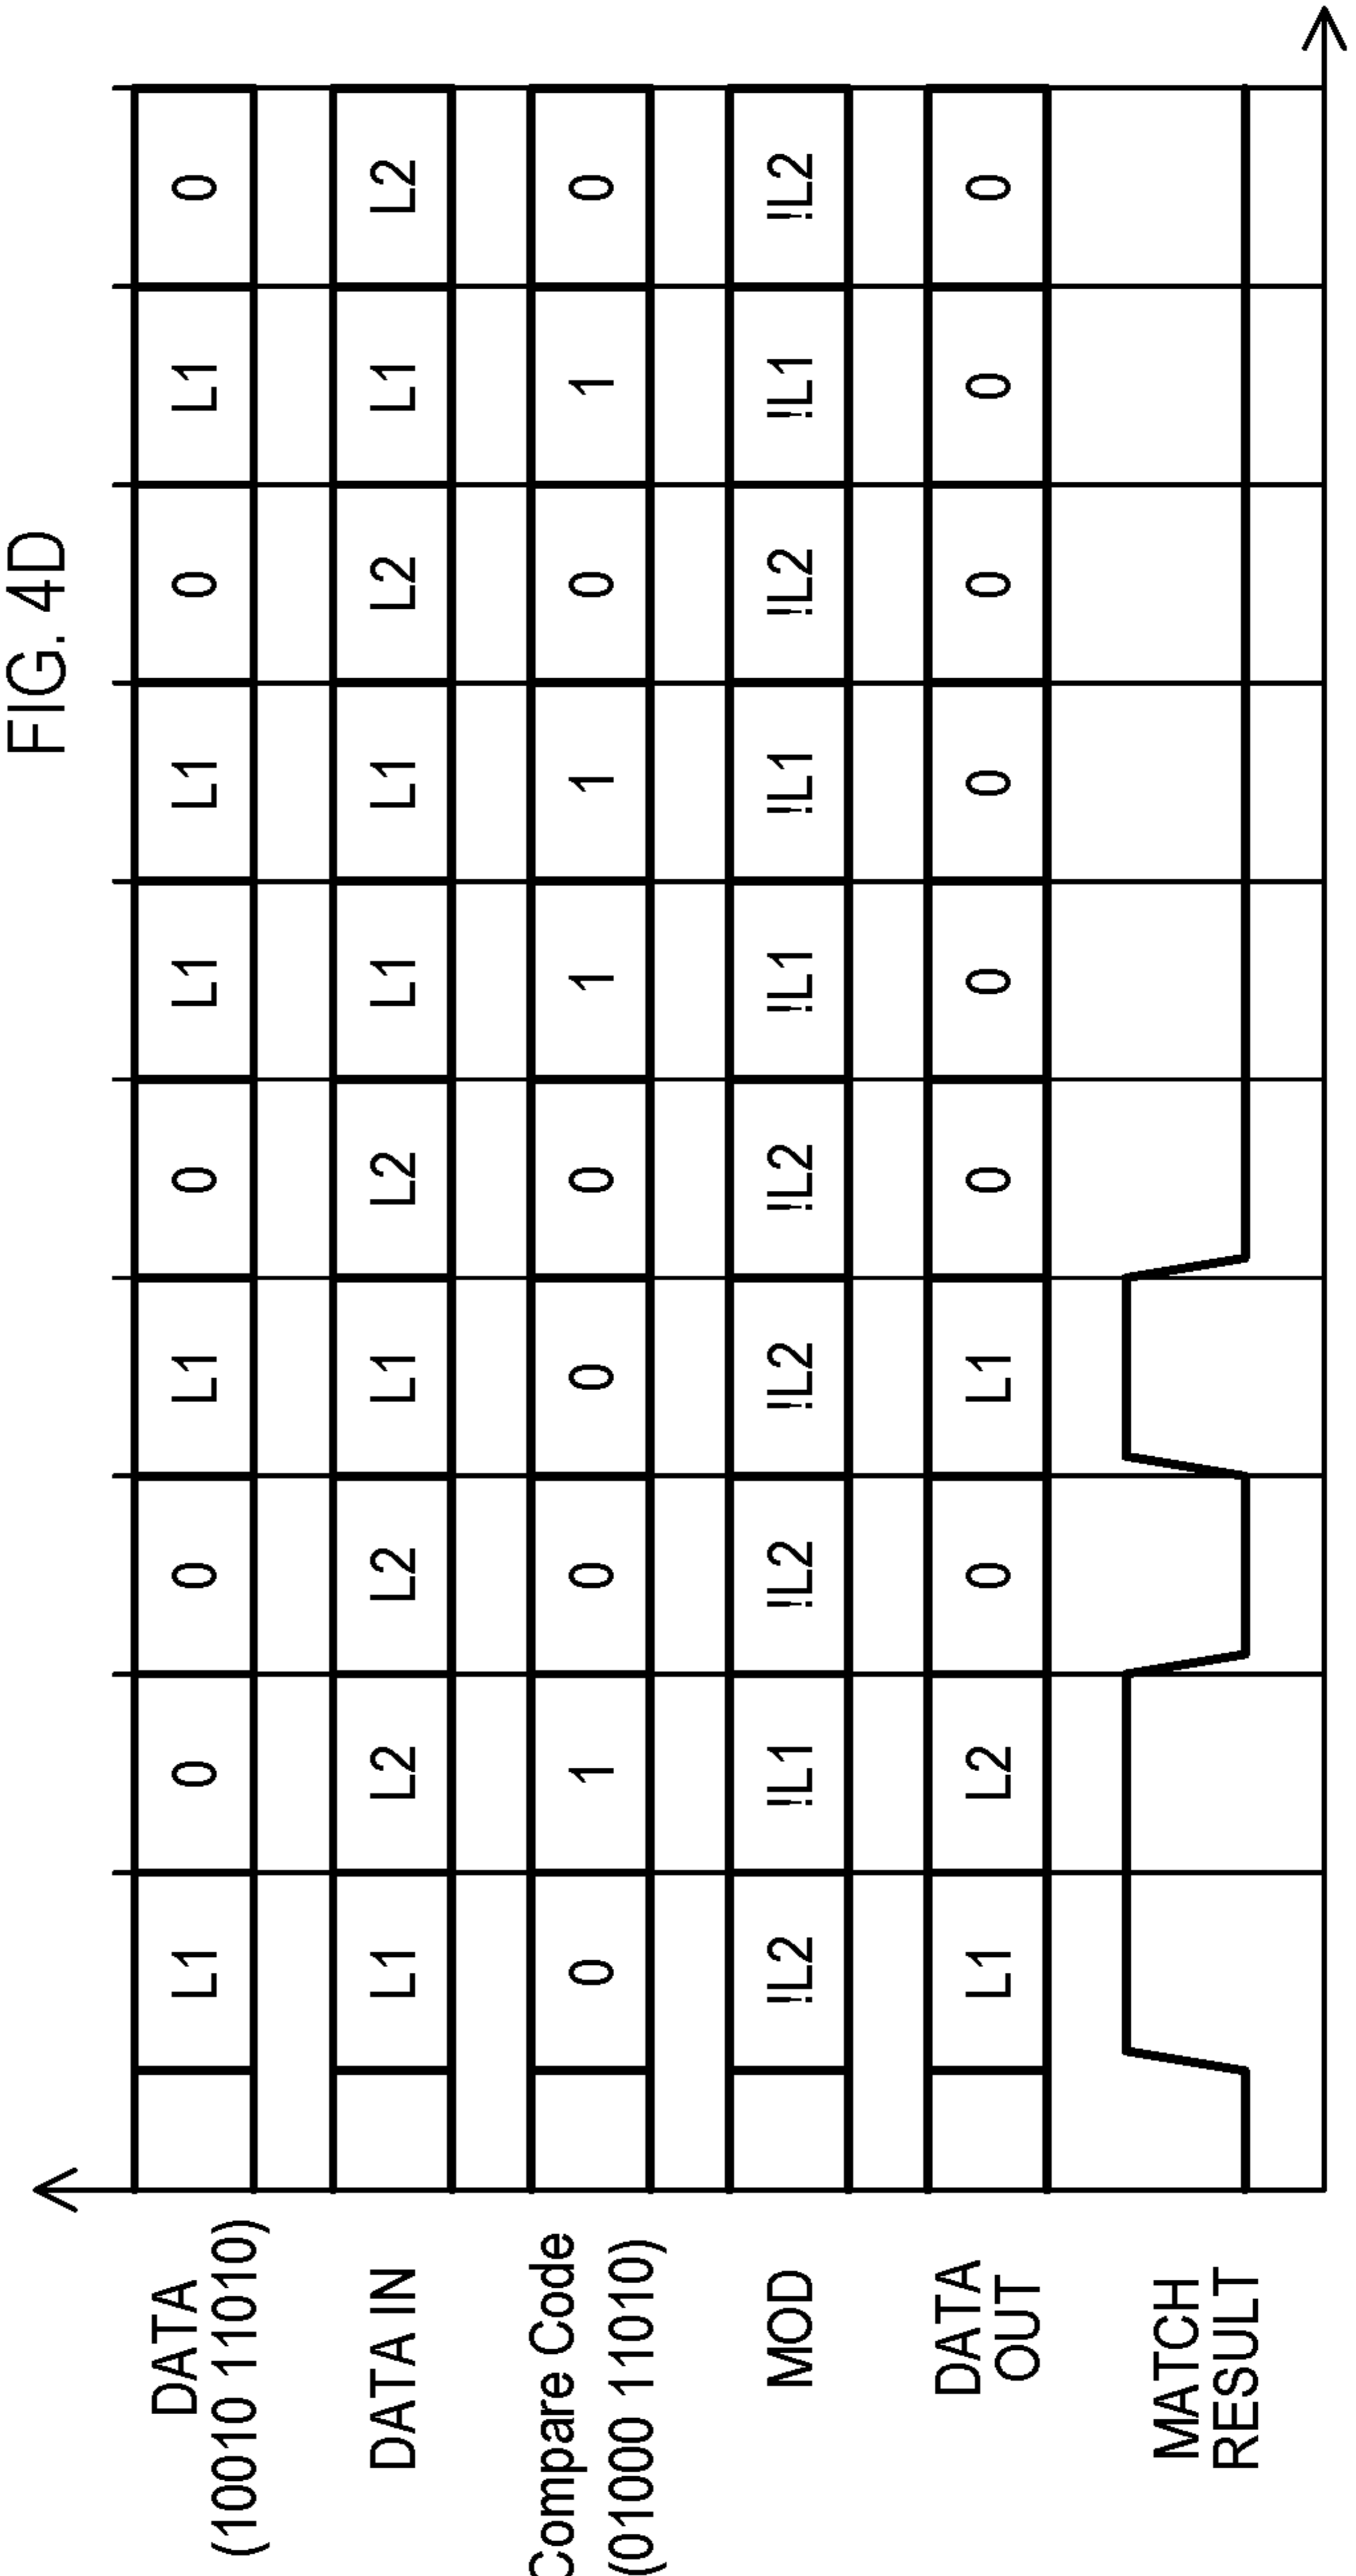 FIG. 4D
DATA
(10010 11010)
L1 0 0 L1 0 L1 L1 0 L1 0
DATA IN
L1 L2 L2 L1 L2 L1 L1 L2 L1 L2
Compare Code
(01000 11010)
0 1 0 0 0 1 1 0 1 0
MOD
!L2 !L1 !L2 !L2 !L2 !L1 !L1 !L2 !L1 !L2
DATA
OUT
L1 L2 0 L1 0 0 0 0 0 0
MATCH
RESULT